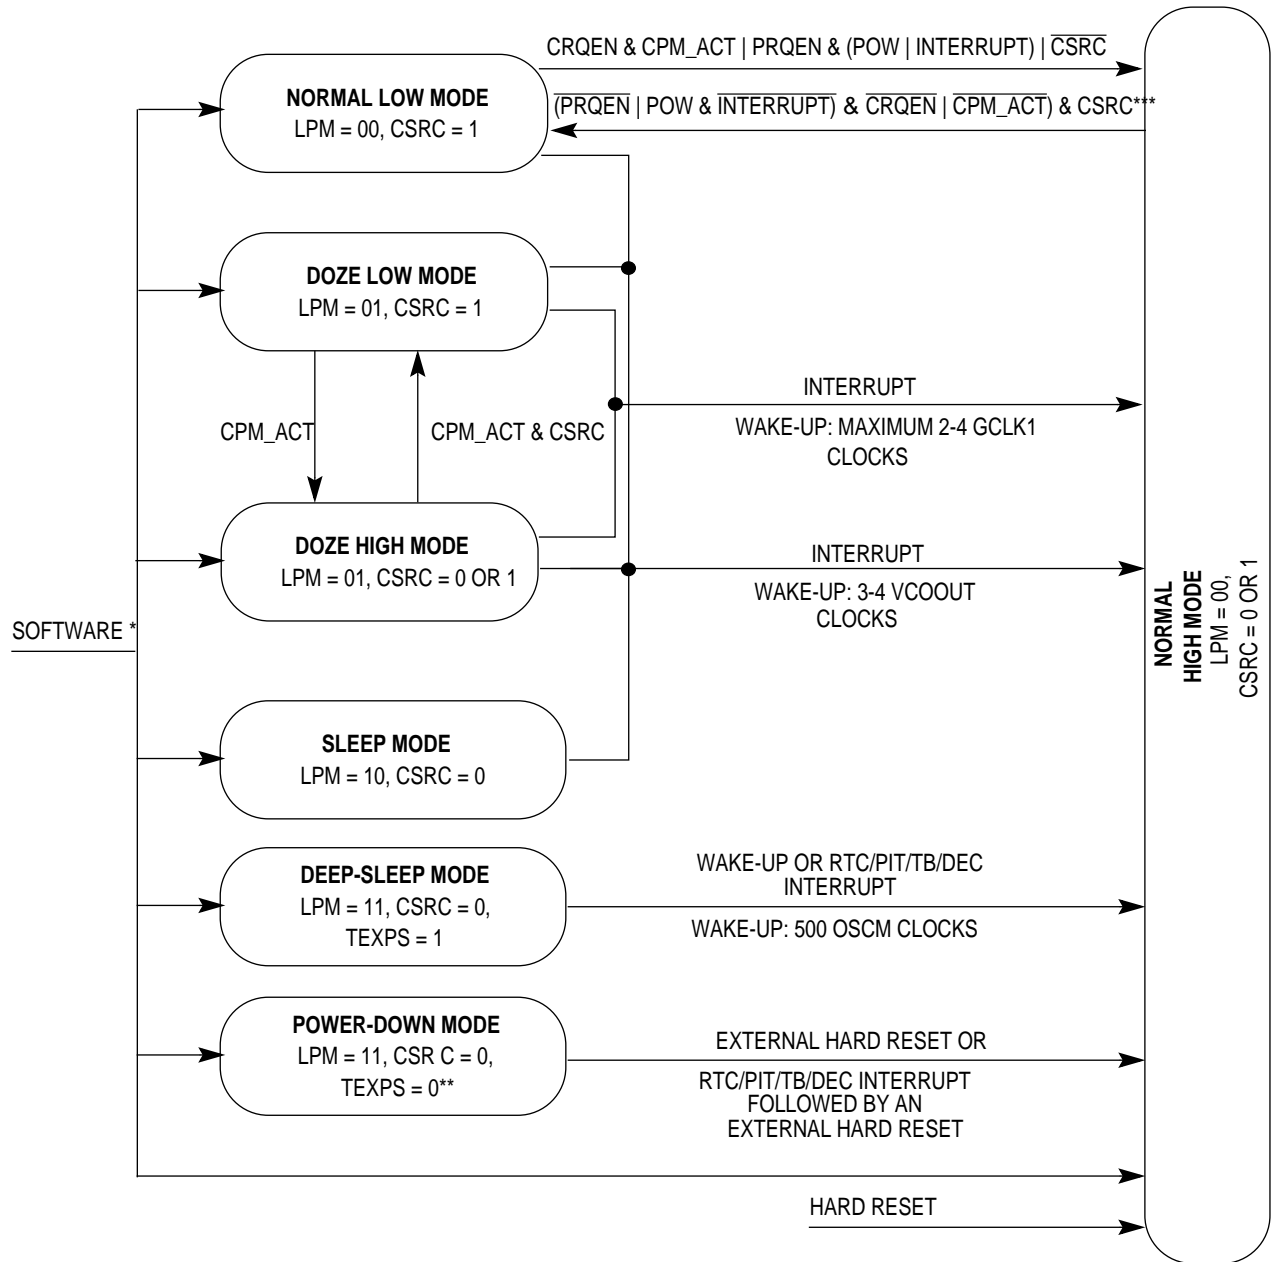 CRQEN & CPM_ACT | PRQEN & (POW | INTERRUPT) | C̅S̅R̅C̅
NORMAL LOW MODE
LPM = 00, CSRC = 1
(P̅R̅Q̅E̅N̅ | POW & I̅N̅T̅E̅R̅R̅U̅P̅T̅) & C̅R̅Q̅E̅N̅ | C̅P̅M̅_̅A̅C̅T̅) & CSRC***
DOZE LOW MODE
LPM = 01, CSRC = 1
INTERRUPT
WAKE-UP: MAXIMUM 2-4 GCLK1
CLOCKS
CPM_ACT
CPM_ACT & CSRC
DOZE HIGH MODE
LPM = 01, CSRC = 0 OR 1
INTERRUPT
WAKE-UP: 3-4 VCOOUT
CLOCKS
SOFTWARE *
NORMAL
HIGH MODE
LPM = 00,
CSRC = 0 OR 1
SLEEP MODE
LPM = 10, CSRC = 0
DEEP-SLEEP MODE
LPM = 11, CSRC = 0,
TEXPS = 1
WAKE-UP OR RTC/PIT/TB/DEC
INTERRUPT
WAKE-UP: 500 OSCM CLOCKS
POWER-DOWN MODE
LPM = 11, CSR C = 0,
TEXPS = 0**
EXTERNAL HARD RESET OR
RTC/PIT/TB/DEC INTERRUPT
FOLLOWED BY AN
EXTERNAL HARD RESET
HARD RESET